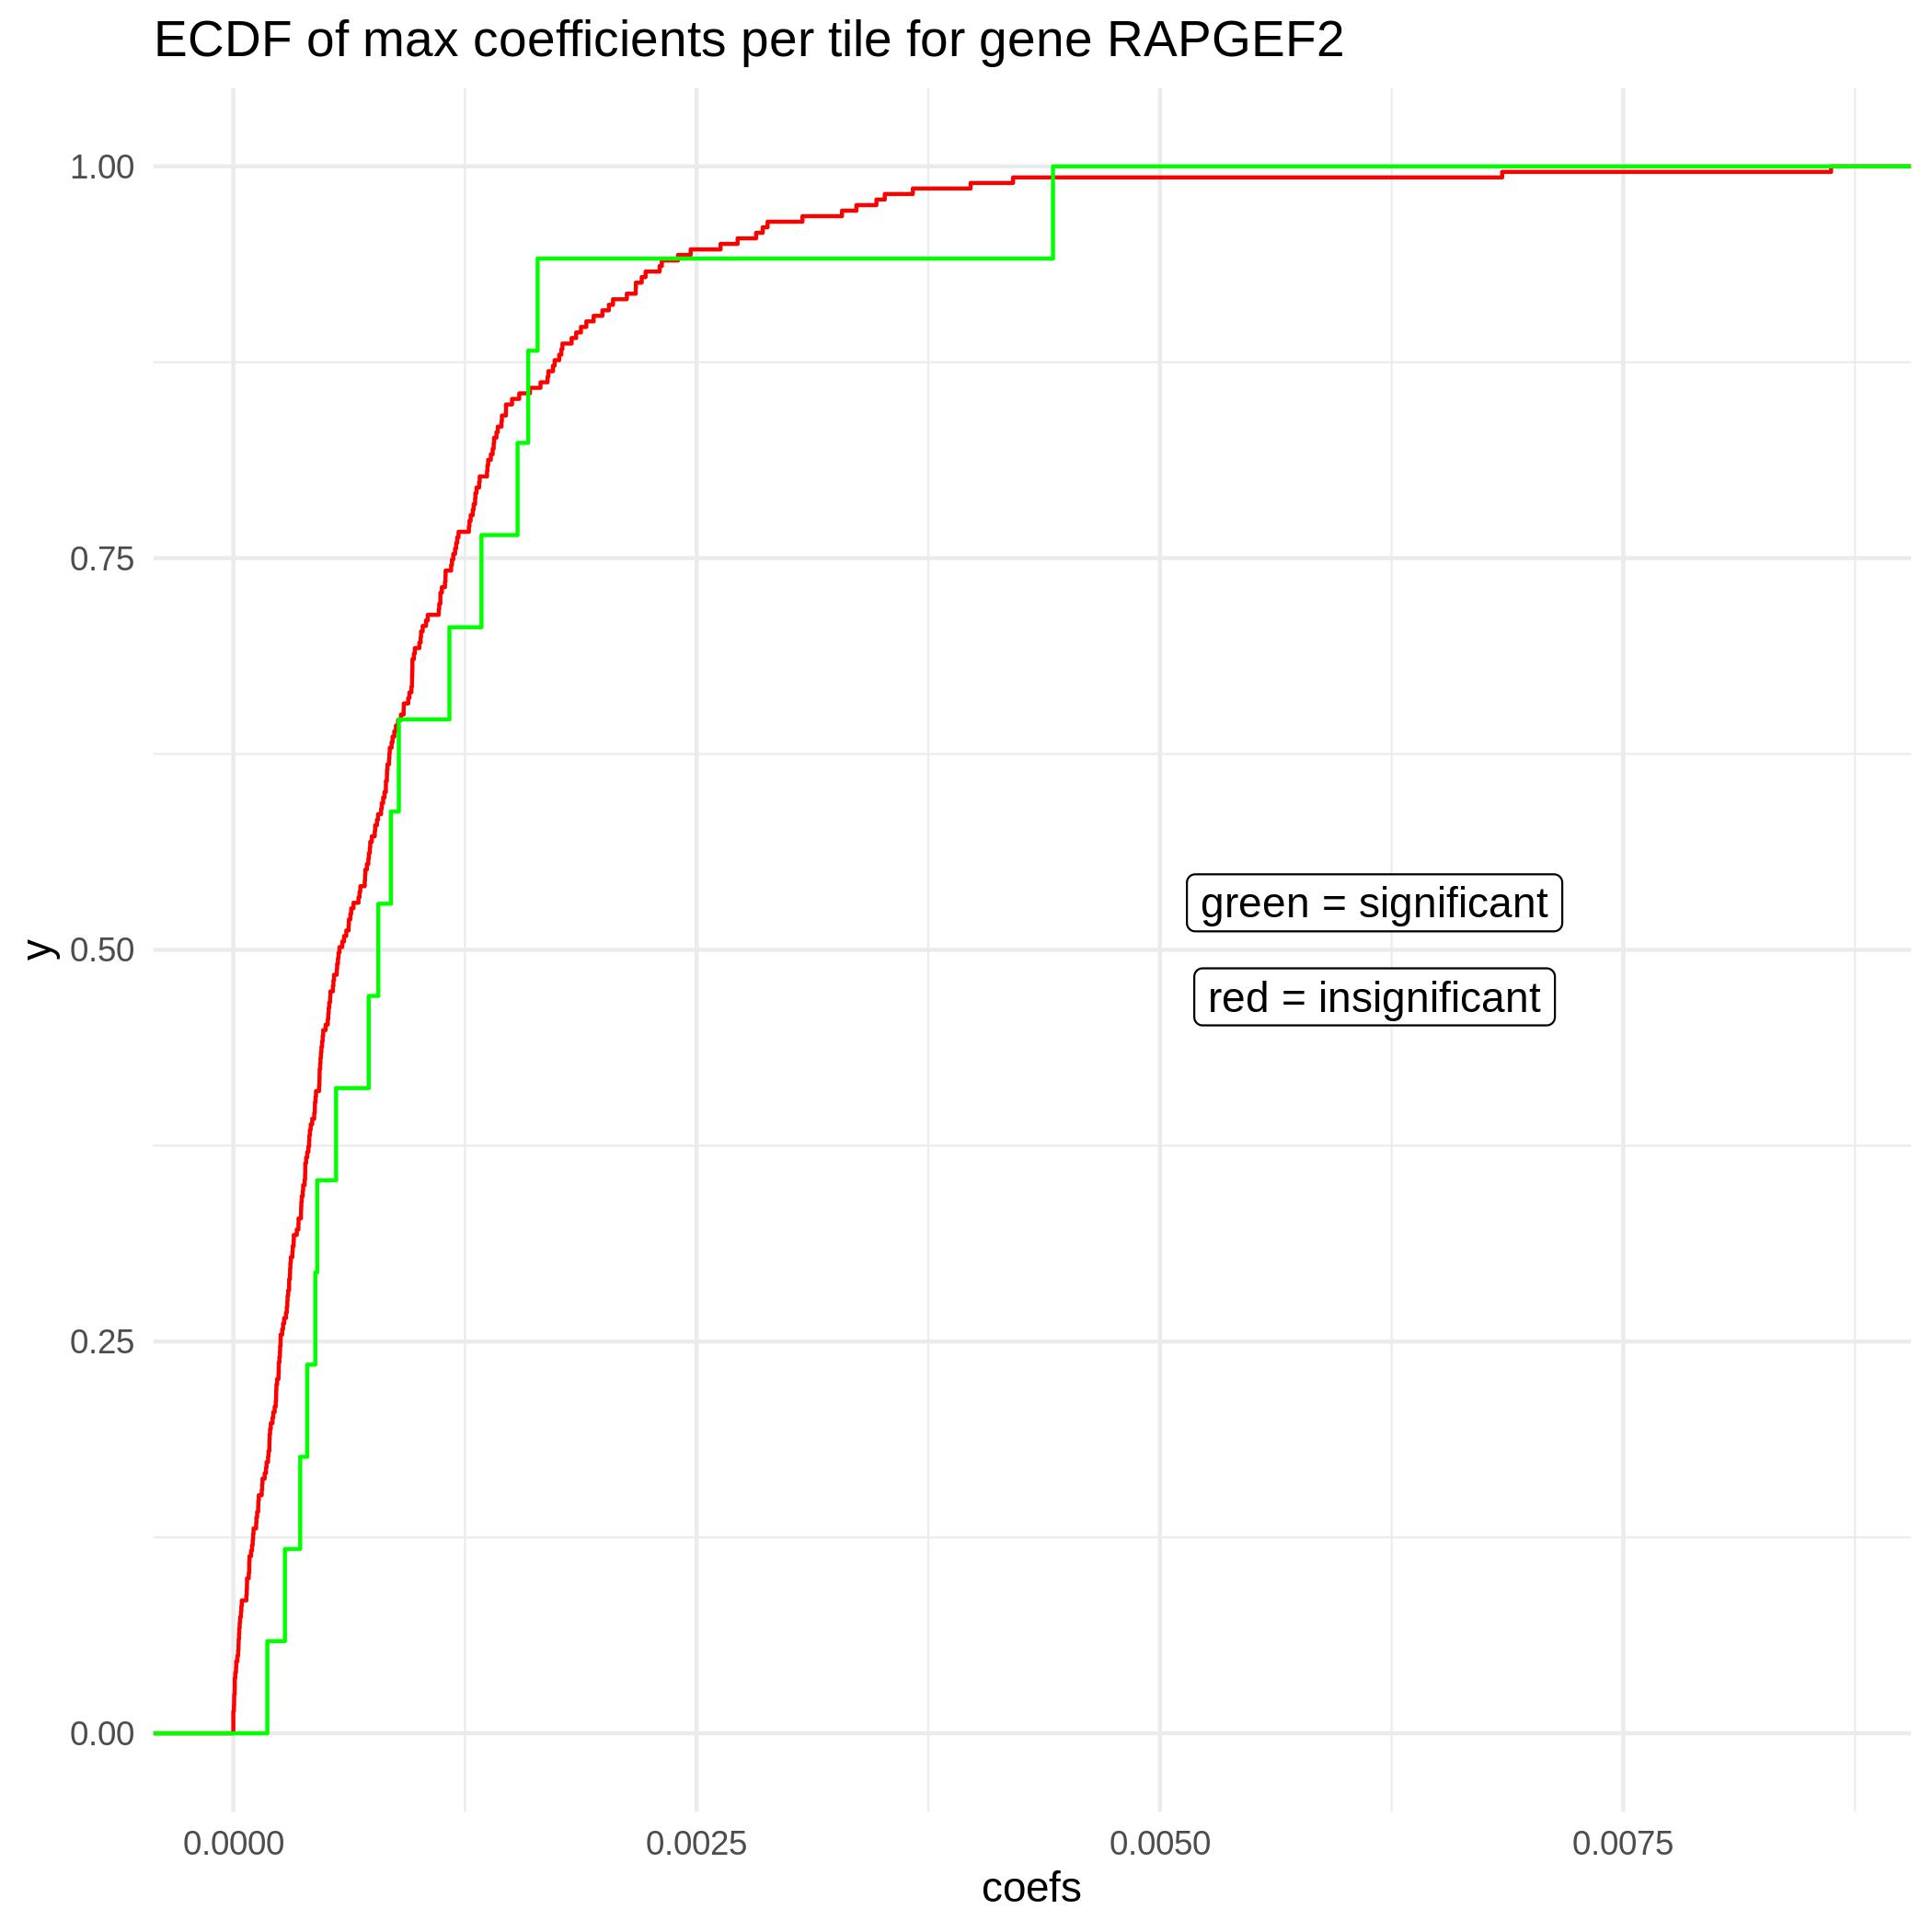 ECDF of max coefficients per tile for gene RAPGEF2
1.00
0.75
0.50
0.25
0.00
y
green = significant
red = insignificant
0.0000 0.0025 0.0050 0.0075
coefs